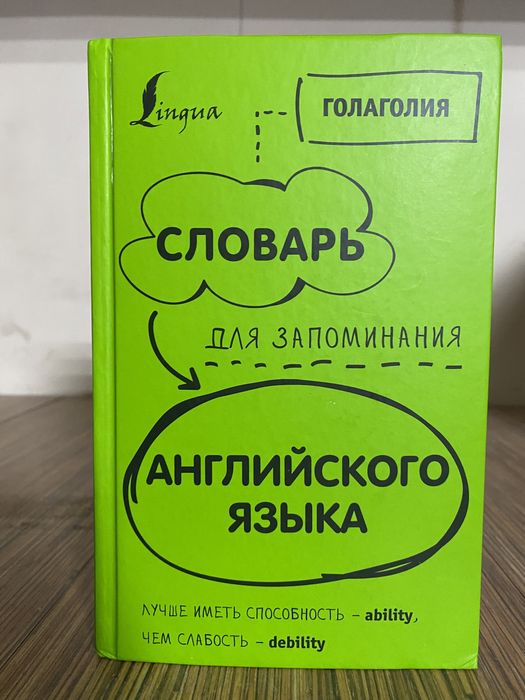 Lingua
ГОЛАГОЛИЯ
СЛОВАРЬ
ДЛЯ ЗАПОМИНАНИЯ
АНГЛИЙСКОГО
ЯЗЫКА
ЛУЧШЕ ИМЕТЬ СПОСОБНОСТЬ – ability,
ЧЕМ СЛАБОСТЬ – debility